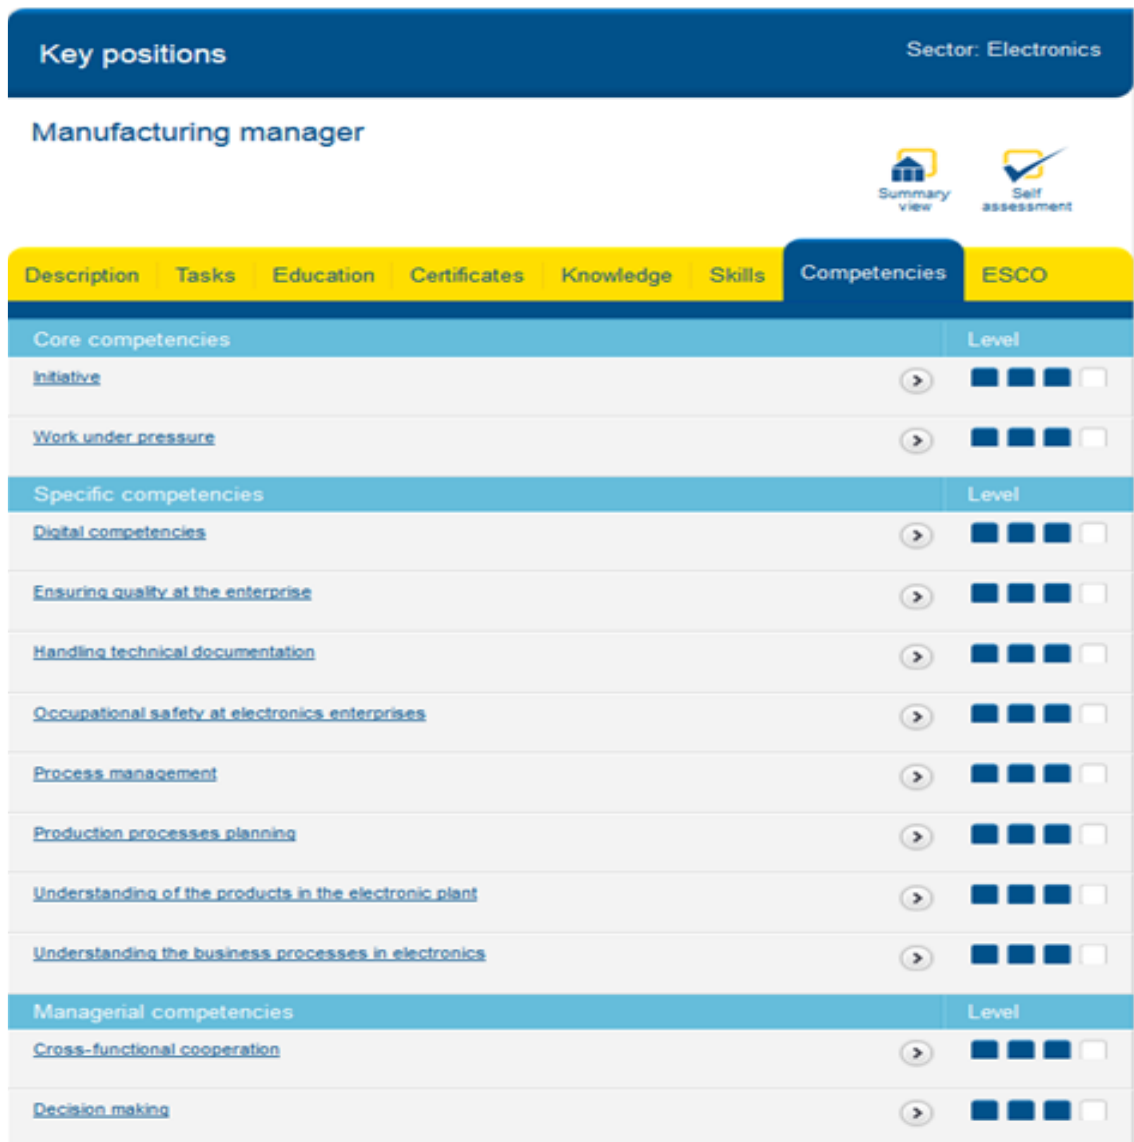 Key positions
Sector: Electronics
Manufacturing manager
Summary view
Self assessment
Description Tasks Education Certificates Knowledge Skills Competencies ESCO
Core competencies Level
Initiative
Work under pressure
Specific competencies Level
Digital competencies
Ensuring quality at the enterprise
Handling technical documentation
Occupational safety at electronics enterprises
Process management
Production processes planning
Understanding of the products in the electronic plant
Understanding the business processes in electronics
Managerial competencies Level
Cross-functional cooperation
Decision making